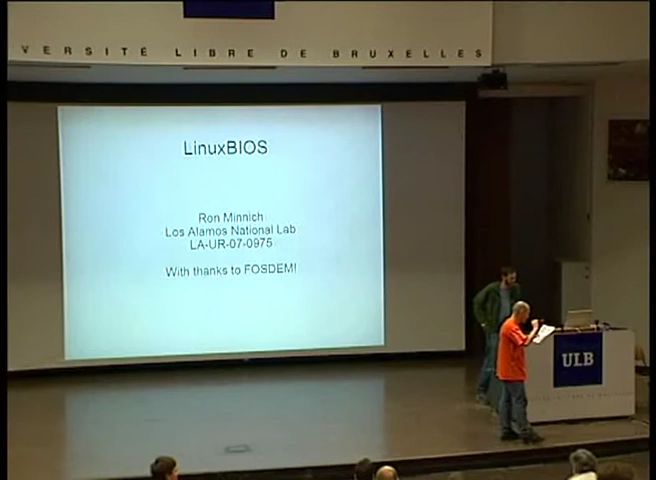 VERSITÉ LIBRE DE BRUXELLES
LinuxBIOS
Ron Minnich
Los Alamos National Lab
LA-UR-07-0975
With thanks to FOSDEM!
ULB